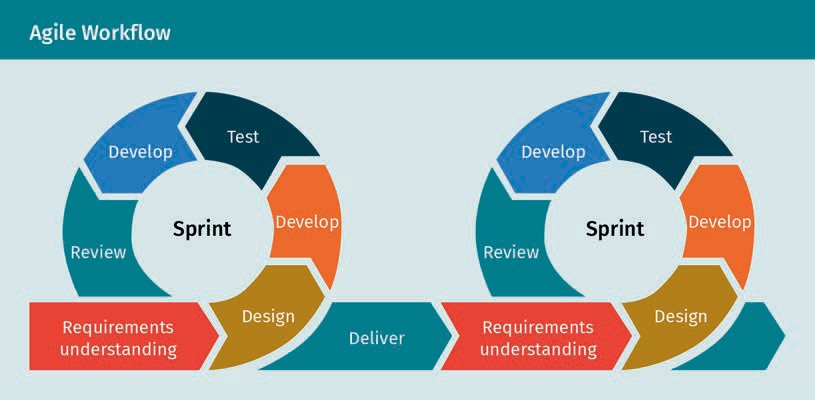 Agile Workflow
Test
Develop
Develop
Sprint
Review
Design
Requirements
understanding
Deliver
Test
Develop
Develop
Sprint
Review
Design
Requirements
understanding